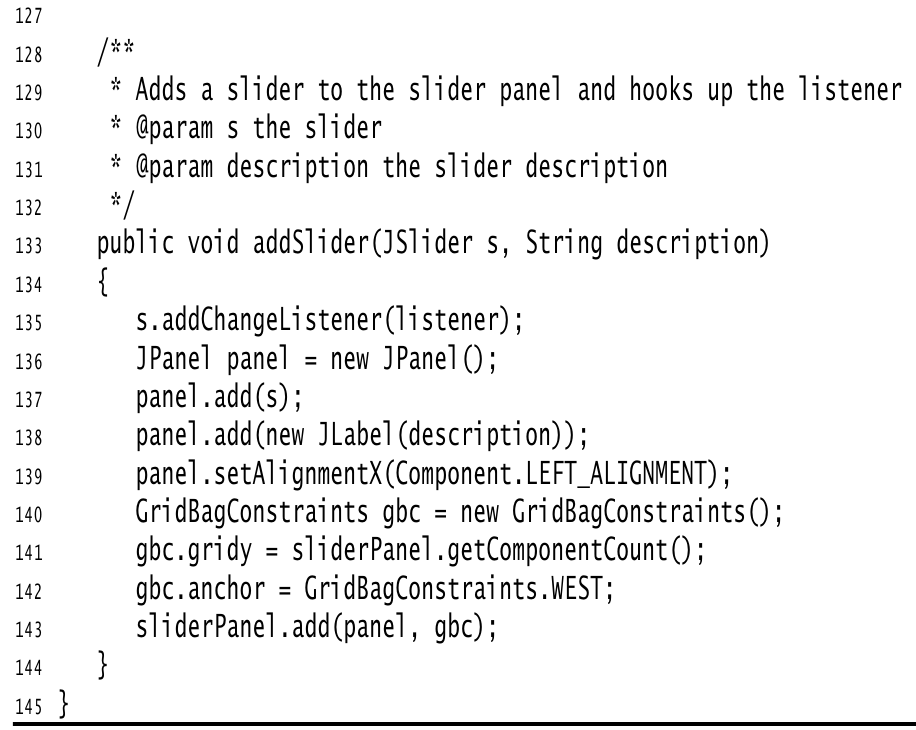 127
128    /**
129     * Adds a slider to the slider panel and hooks up the listener
130     * @param s the slider
131     * @param description the slider description
132     */
133    public void addSlider(JSlider s, String description)
134    {
135       s.addChangeListener(listener);
136       JPanel panel = new JPanel();
137       panel.add(s);
138       panel.add(new JLabel(description));
139       panel.setAlignmentX(Component.LEFT_ALIGNMENT);
140       GridBagConstraints gbc = new GridBagConstraints();
141       gbc.gridy = sliderPanel.getComponentCount();
142       gbc.anchor = GridBagConstraints.WEST;
143       sliderPanel.add(panel, gbc);
144    }
145 }